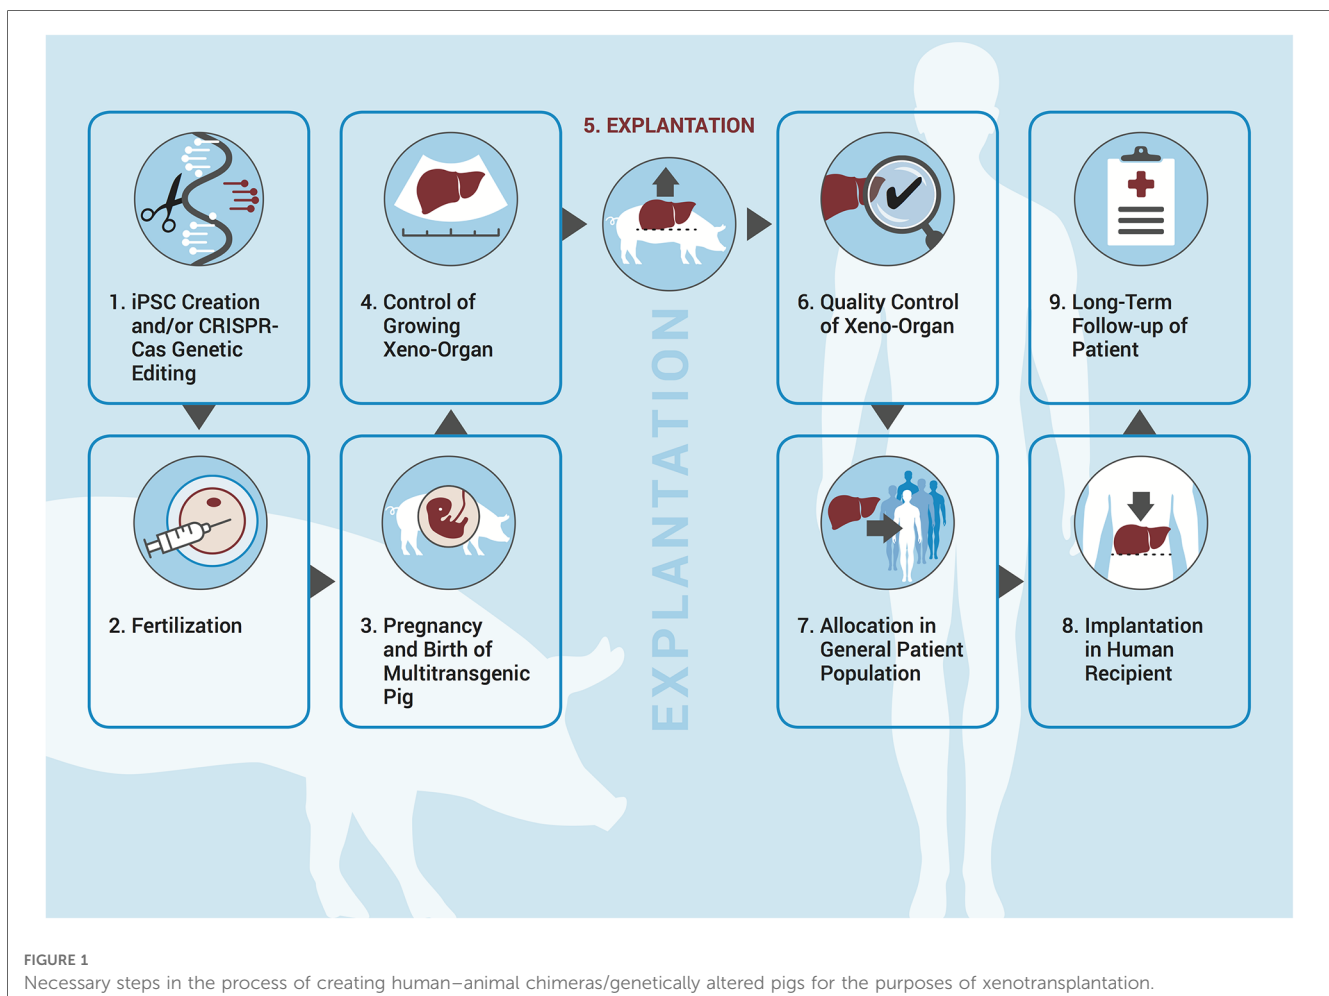 1. iPSC Creation
and/or CRISPR-
Cas Genetic
Editing
2. Fertilization
3. Pregnancy
and Birth of
Multitransgenic
Pig
4. Control of
Growing
Xeno-Organ
5. EXPLANTATION
EXPLANTATION
6. Quality Control
of Xeno-Organ
7. Allocation in
General Patient
Population
8. Implantation
in Human
Recipient
9. Long-Term
Follow-up of
Patient
FIGURE 1
Necessary steps in the process of creating human–animal chimeras/genetically altered pigs for the purposes of xenotransplantation.